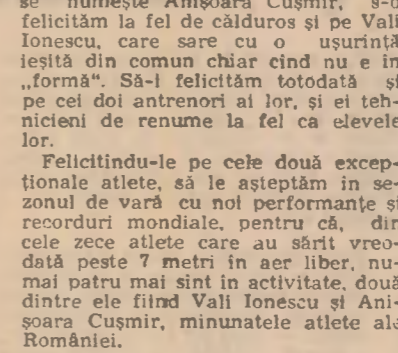 se numește Anișoara Cușmir, s-o
felicităm la fel de călduros și pe Vali
Ionescu, care sare cu o ușurință
ieșită din comun chiar cînd nu e în
„formă“. Să-i felicităm totodată și
pe cei doi antrenori ai lor, și ei teh-
nicieni de renume la fel ca elevele
lor.
Felicitîndu-le pe cele două excep-
ționale atlete, să le așteptăm în se-
zonul de vară cu noi performanțe și
recorduri mondiale, pentru că, din
cele zece atlete care au sărit vreo-
dată peste 7 metri în aer liber, nu-
mai patru mai sînt în activitate, două
dintre ele fiind Vali Ionescu și Ani-
șoara Cușmir, minunatele atlete ale
României.